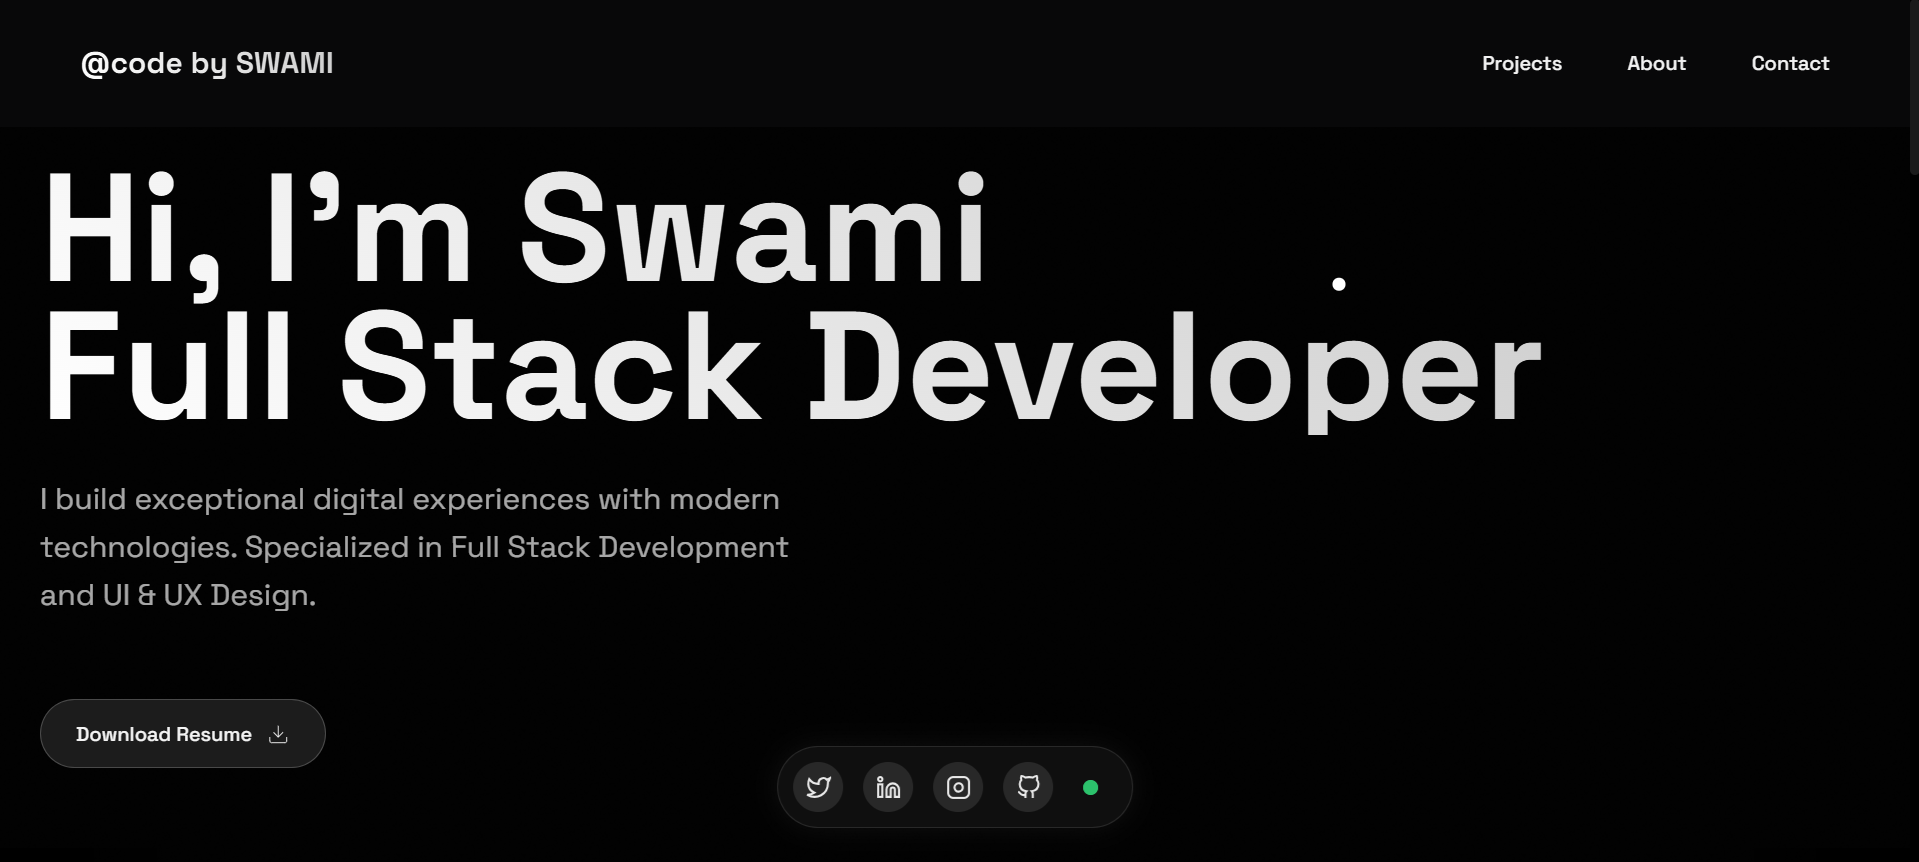 @code by SWAMI
Projects
About
Contact
Hi, I’m Swami
Full Stack Developer
I build exceptional digital experiences with modern
technologies. Specialized in Full Stack Development
and UI & UX Design.
Download Resume